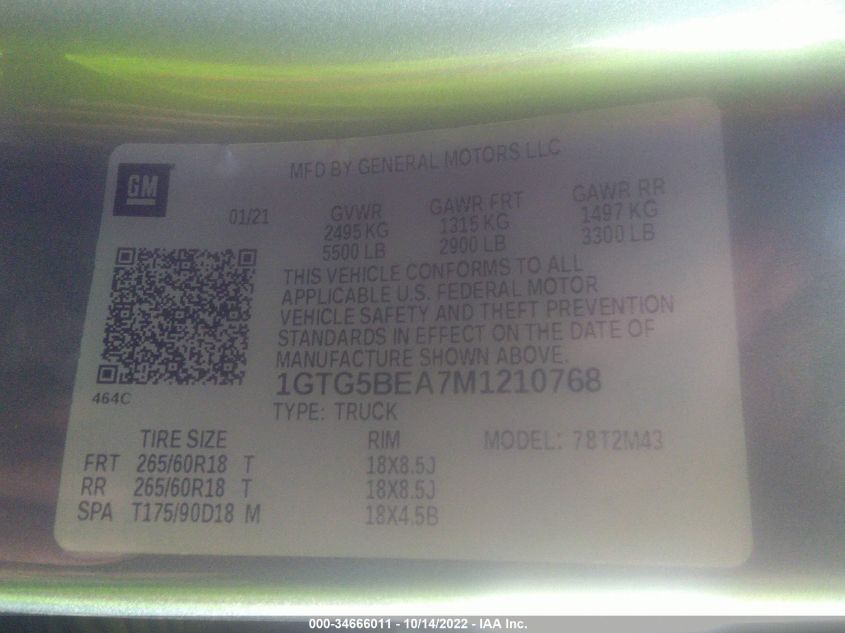 MFD BY GENERAL MOTORS LLC
GM
01/21 GVWR GAWR FRT GAWR RR
2495 KG 1315 KG 1497 KG
5500 LB 2900 LB 3300 LB
THIS VEHICLE CONFORMS TO ALL
APPLICABLE U.S. FEDERAL MOTOR
VEHICLE SAFETY AND THEFT PREVENTION
STANDARDS IN EFFECT ON THE DATE OF
MANUFACTURE SHOWN ABOVE.
1GTG5BEA7M1210768
464C
TYPE: TRUCK
TIRE SIZE RIM MODEL: 78T2M43
FRT 265/60R18 T 18X8.5J
RR 265/60R18 T 18X8.5J
SPA T175/90D18 M 18X4.5B
000-34666011 - 10/14/2022 - IAA Inc.